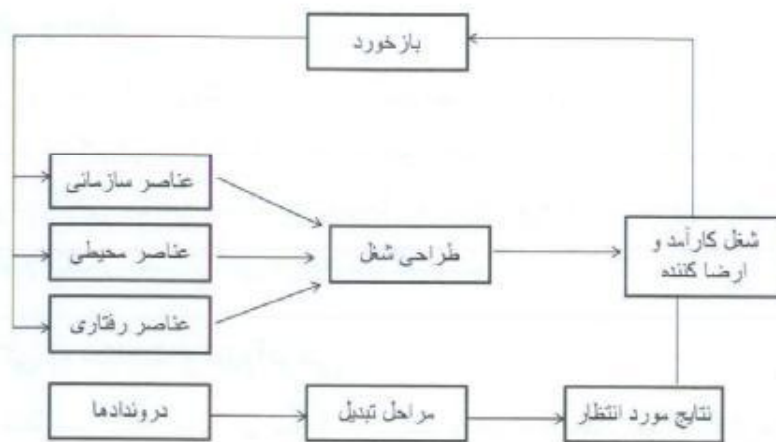 بازخورد
عناصر سازمانی
عناصر محیطی
عناصر رفتاری
طراحی شغل
شغل کارآمد و
ارضا کننده
دروندادها
مراحل تبدیل
نتایج مورد انتظار